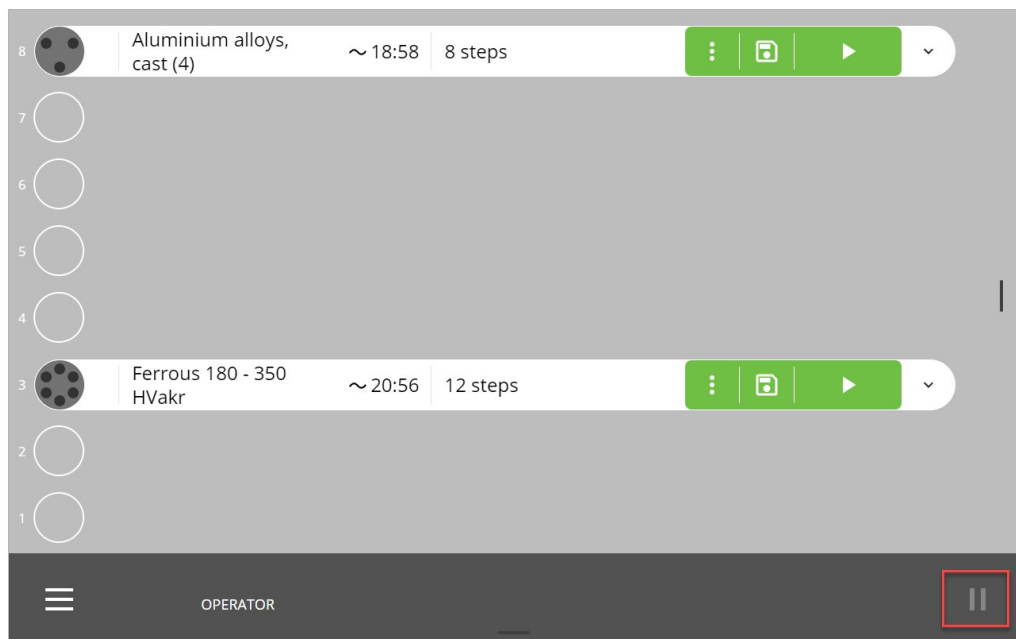 8 Aluminium alloys, cast (4) ~ 18:58 8 steps
7
6
5
4
3 Ferrous 180 - 350 HVakr ~ 20:56 12 steps
2
1
OPERATOR